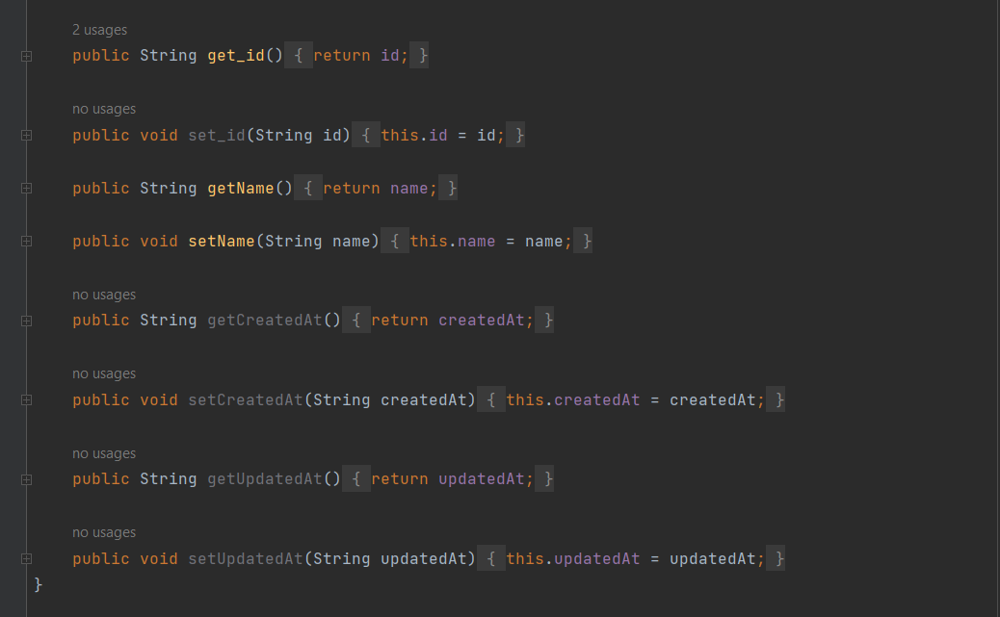 2 usages
public String get_id() { return id; }
no usages
public void set_id(String id) { this.id = id; }
public String getName() { return name; }
public void setName(String name) { this.name = name; }
no usages
public String getCreatedAt() { return createdAt; }
no usages
public void setCreatedAt(String createdAt) { this.createdAt = createdAt; }
no usages
public String getUpdatedAt() { return updatedAt; }
no usages
public void setUpdatedAt(String updatedAt) { this.updatedAt = updatedAt; }
}